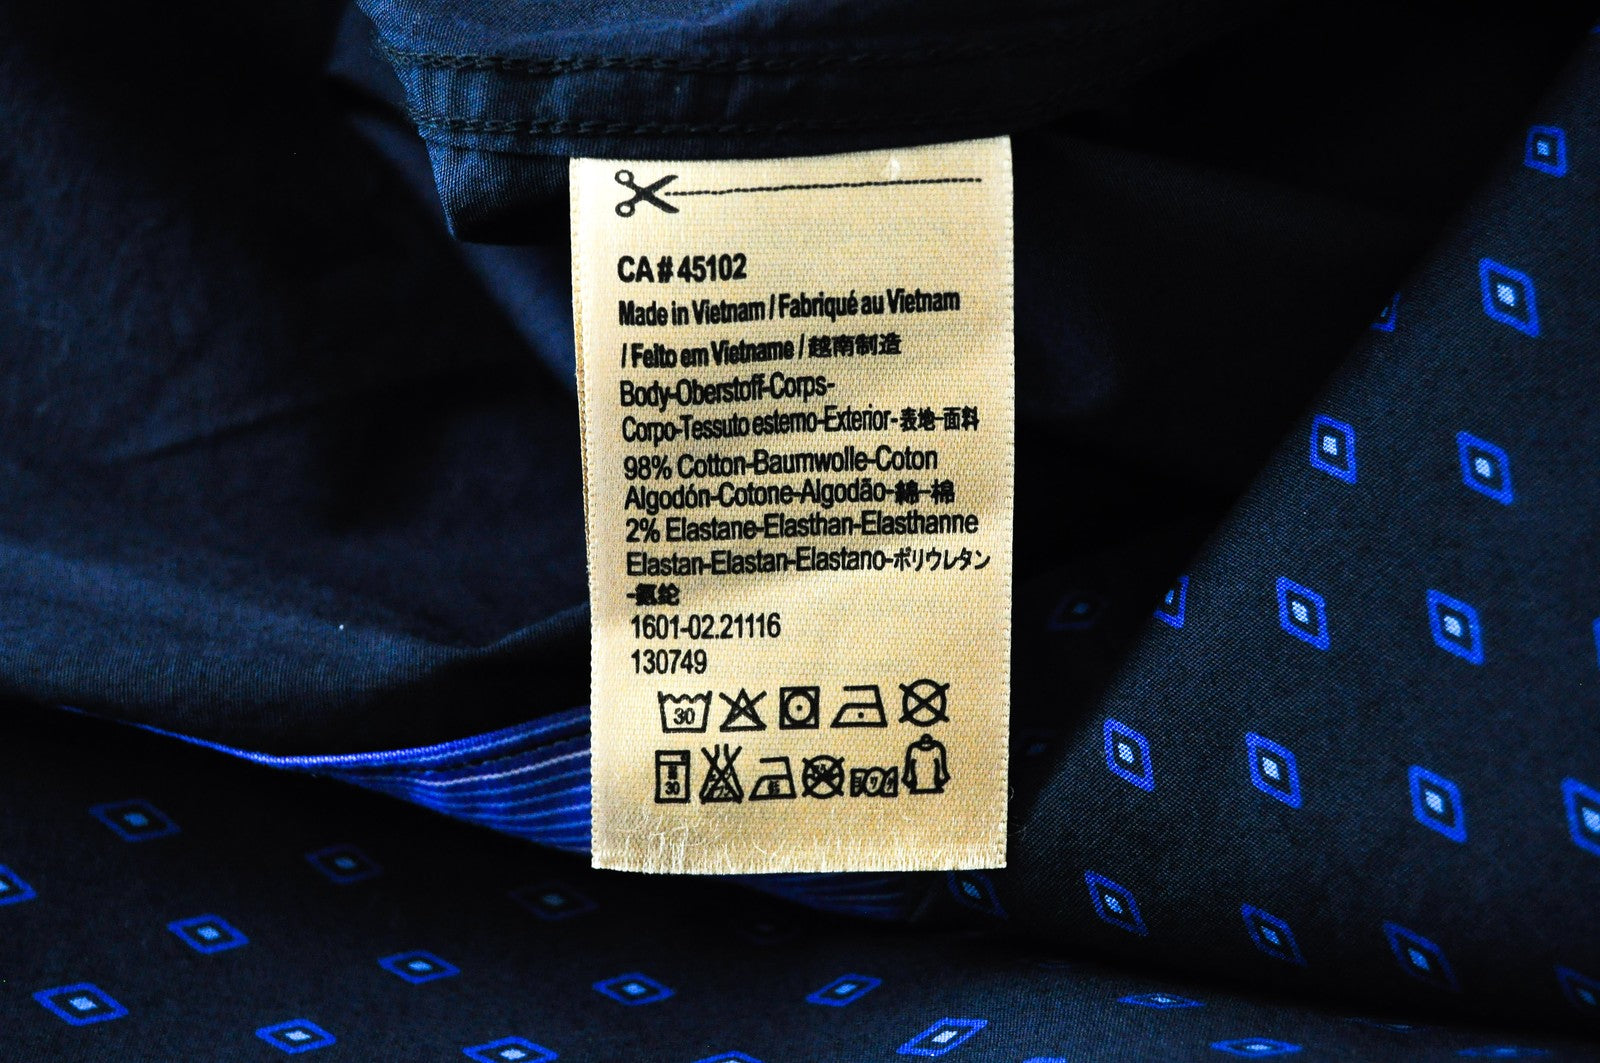 CA#45102
Made in Vietnam / Fabriqué au Vietnam
/ Feito em Vietname / 越南制造
Body-Oberstoff-Corps-
Corpo-Tessuto esterno-Exterior-表地-面料
98% Cotton-Baumwolle-Coton
Algodón-Cotone-Algodão-綿-棉
2% Elastane-Elasthan-Elasthanne
Elastan-Elastan-Elastano-ポリウレタン
-氨纶
1601-02.21116
130749
30
30